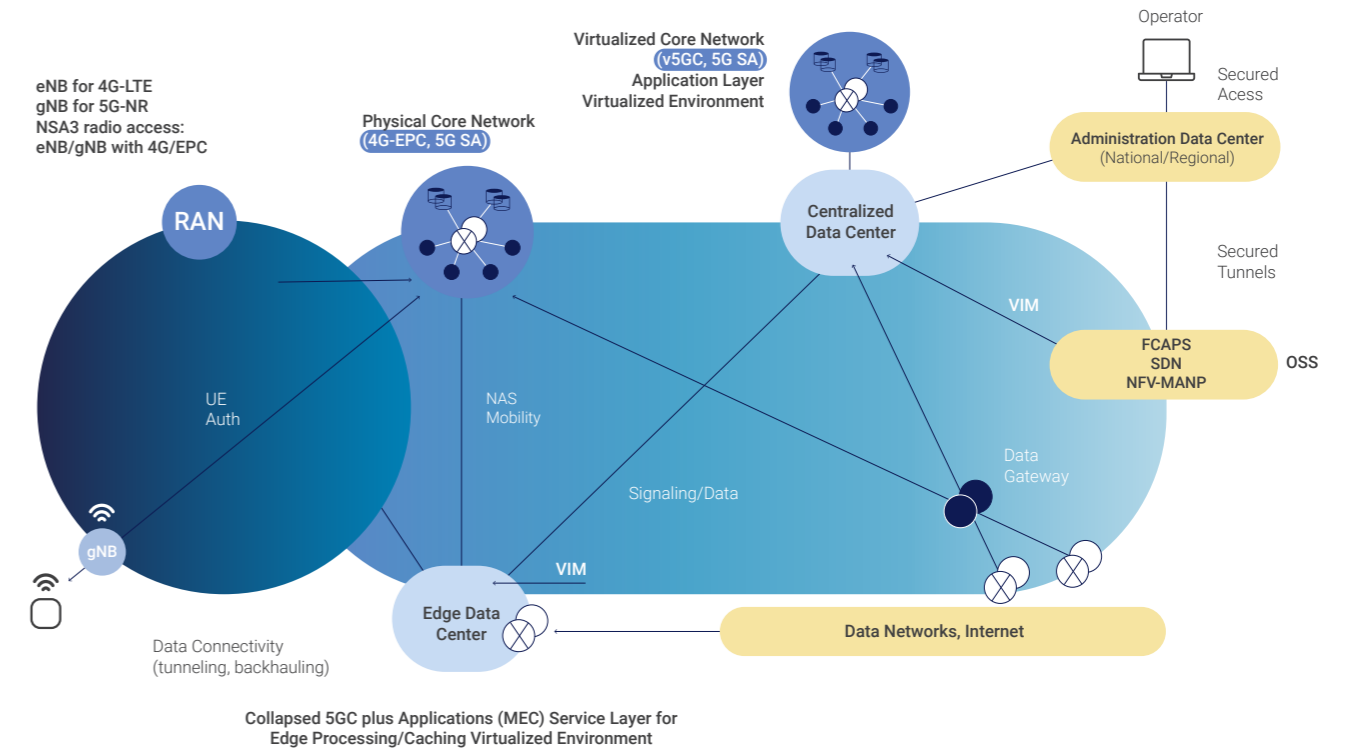 Operator
Virtualized Core Network
(v5GC, 5G SA)
Application Layer
Virtualized Environment
Secured
Acess
eNB for 4G-LTE
gNB for 5G-NR
NSA3 radio access:
eNB/gNB with 4G/EPC
Physical Core Network
(4G-EPC, 5G SA)
Administration Data Center
(National/Regional)
RAN
Centralized
Data Center
Secured
Tunnels
VIM
FCAPS
SDN
NFV-MANP
OSS
UE
Auth
NAS
Mobility
Data
Gateway
Signaling/Data
gNB
VIM
Edge Data
Center
Data Networks, Internet
Data Connectivity
(tunneling, backhauling)
Collapsed 5GC plus Applications (MEC) Service Layer for
Edge Processing/Caching Virtualized Environment